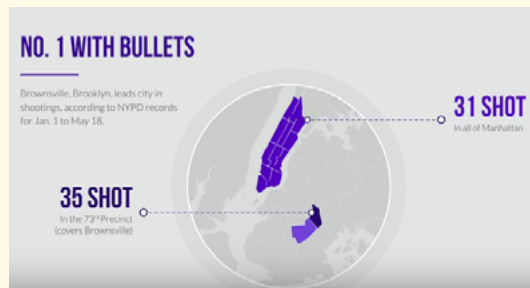 NO. 1 WITH BULLETS
Brownsville, Brooklyn, leads city in
shootings, according to NYPD records
for Jan. 1 to May 18.
31 SHOT
In all of Manhattan
35 SHOT
In the 73rd Precinct
(covers Brownsville)